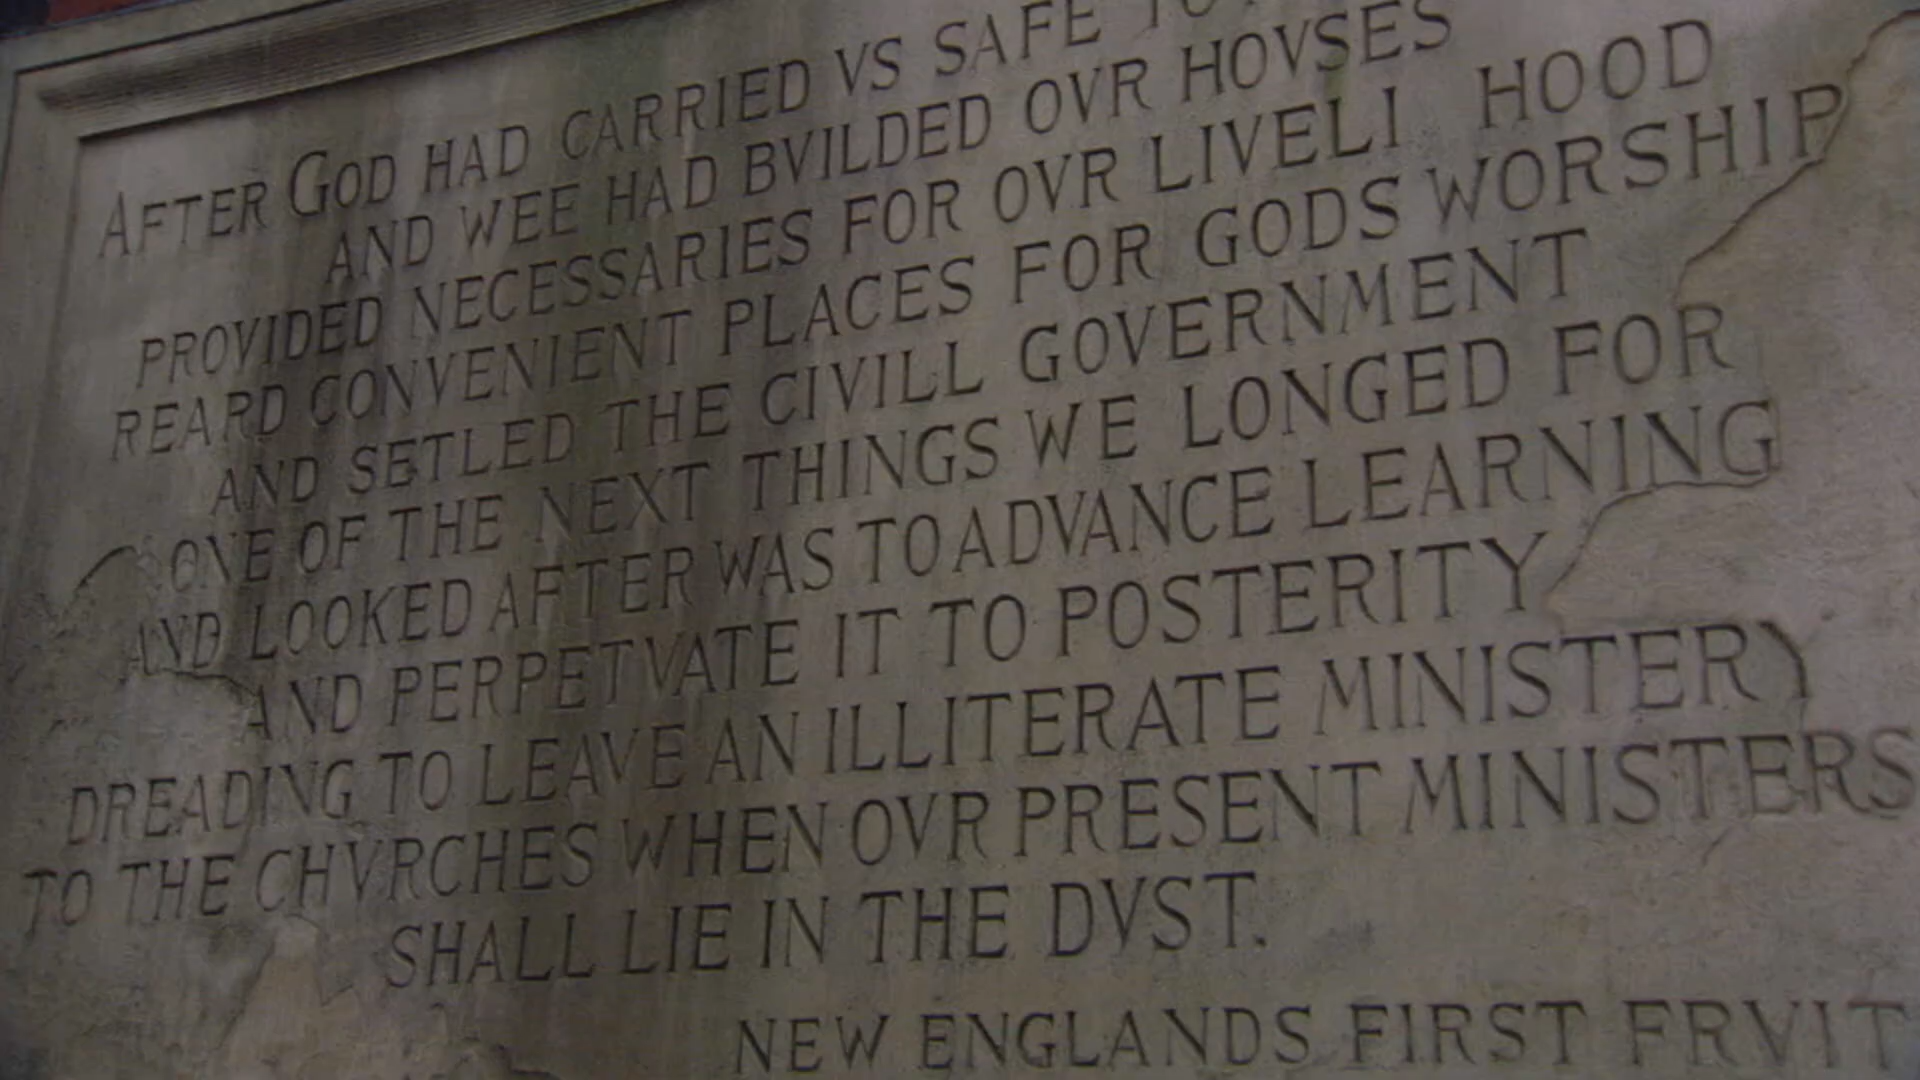 AFTER GOD HAD CARRIED VS SAFE
AND WEE HAD BVILDED OVR HOVSES
PROVIDED NECESSARIES FOR OVR LIVELI HOOD
REARD CONVENIENT PLACES FOR GODS WORSHIP
AND SETLED THE CIVILL GOVERNMENT
ONE OF THE NEXT THINGS WE LONGED FOR
AND LOOKED AFTER WAS TO ADVANCE LEARNING
AND PERPETVATE IT TO POSTERITY
DREADING TO LEAVE AN ILLITERATE MINISTERY
TO THE CHVRCHES WHEN OVR PRESENT MINISTERS
SHALL LIE IN THE DVST.
NEW ENGLANDS FIRST FRVIT